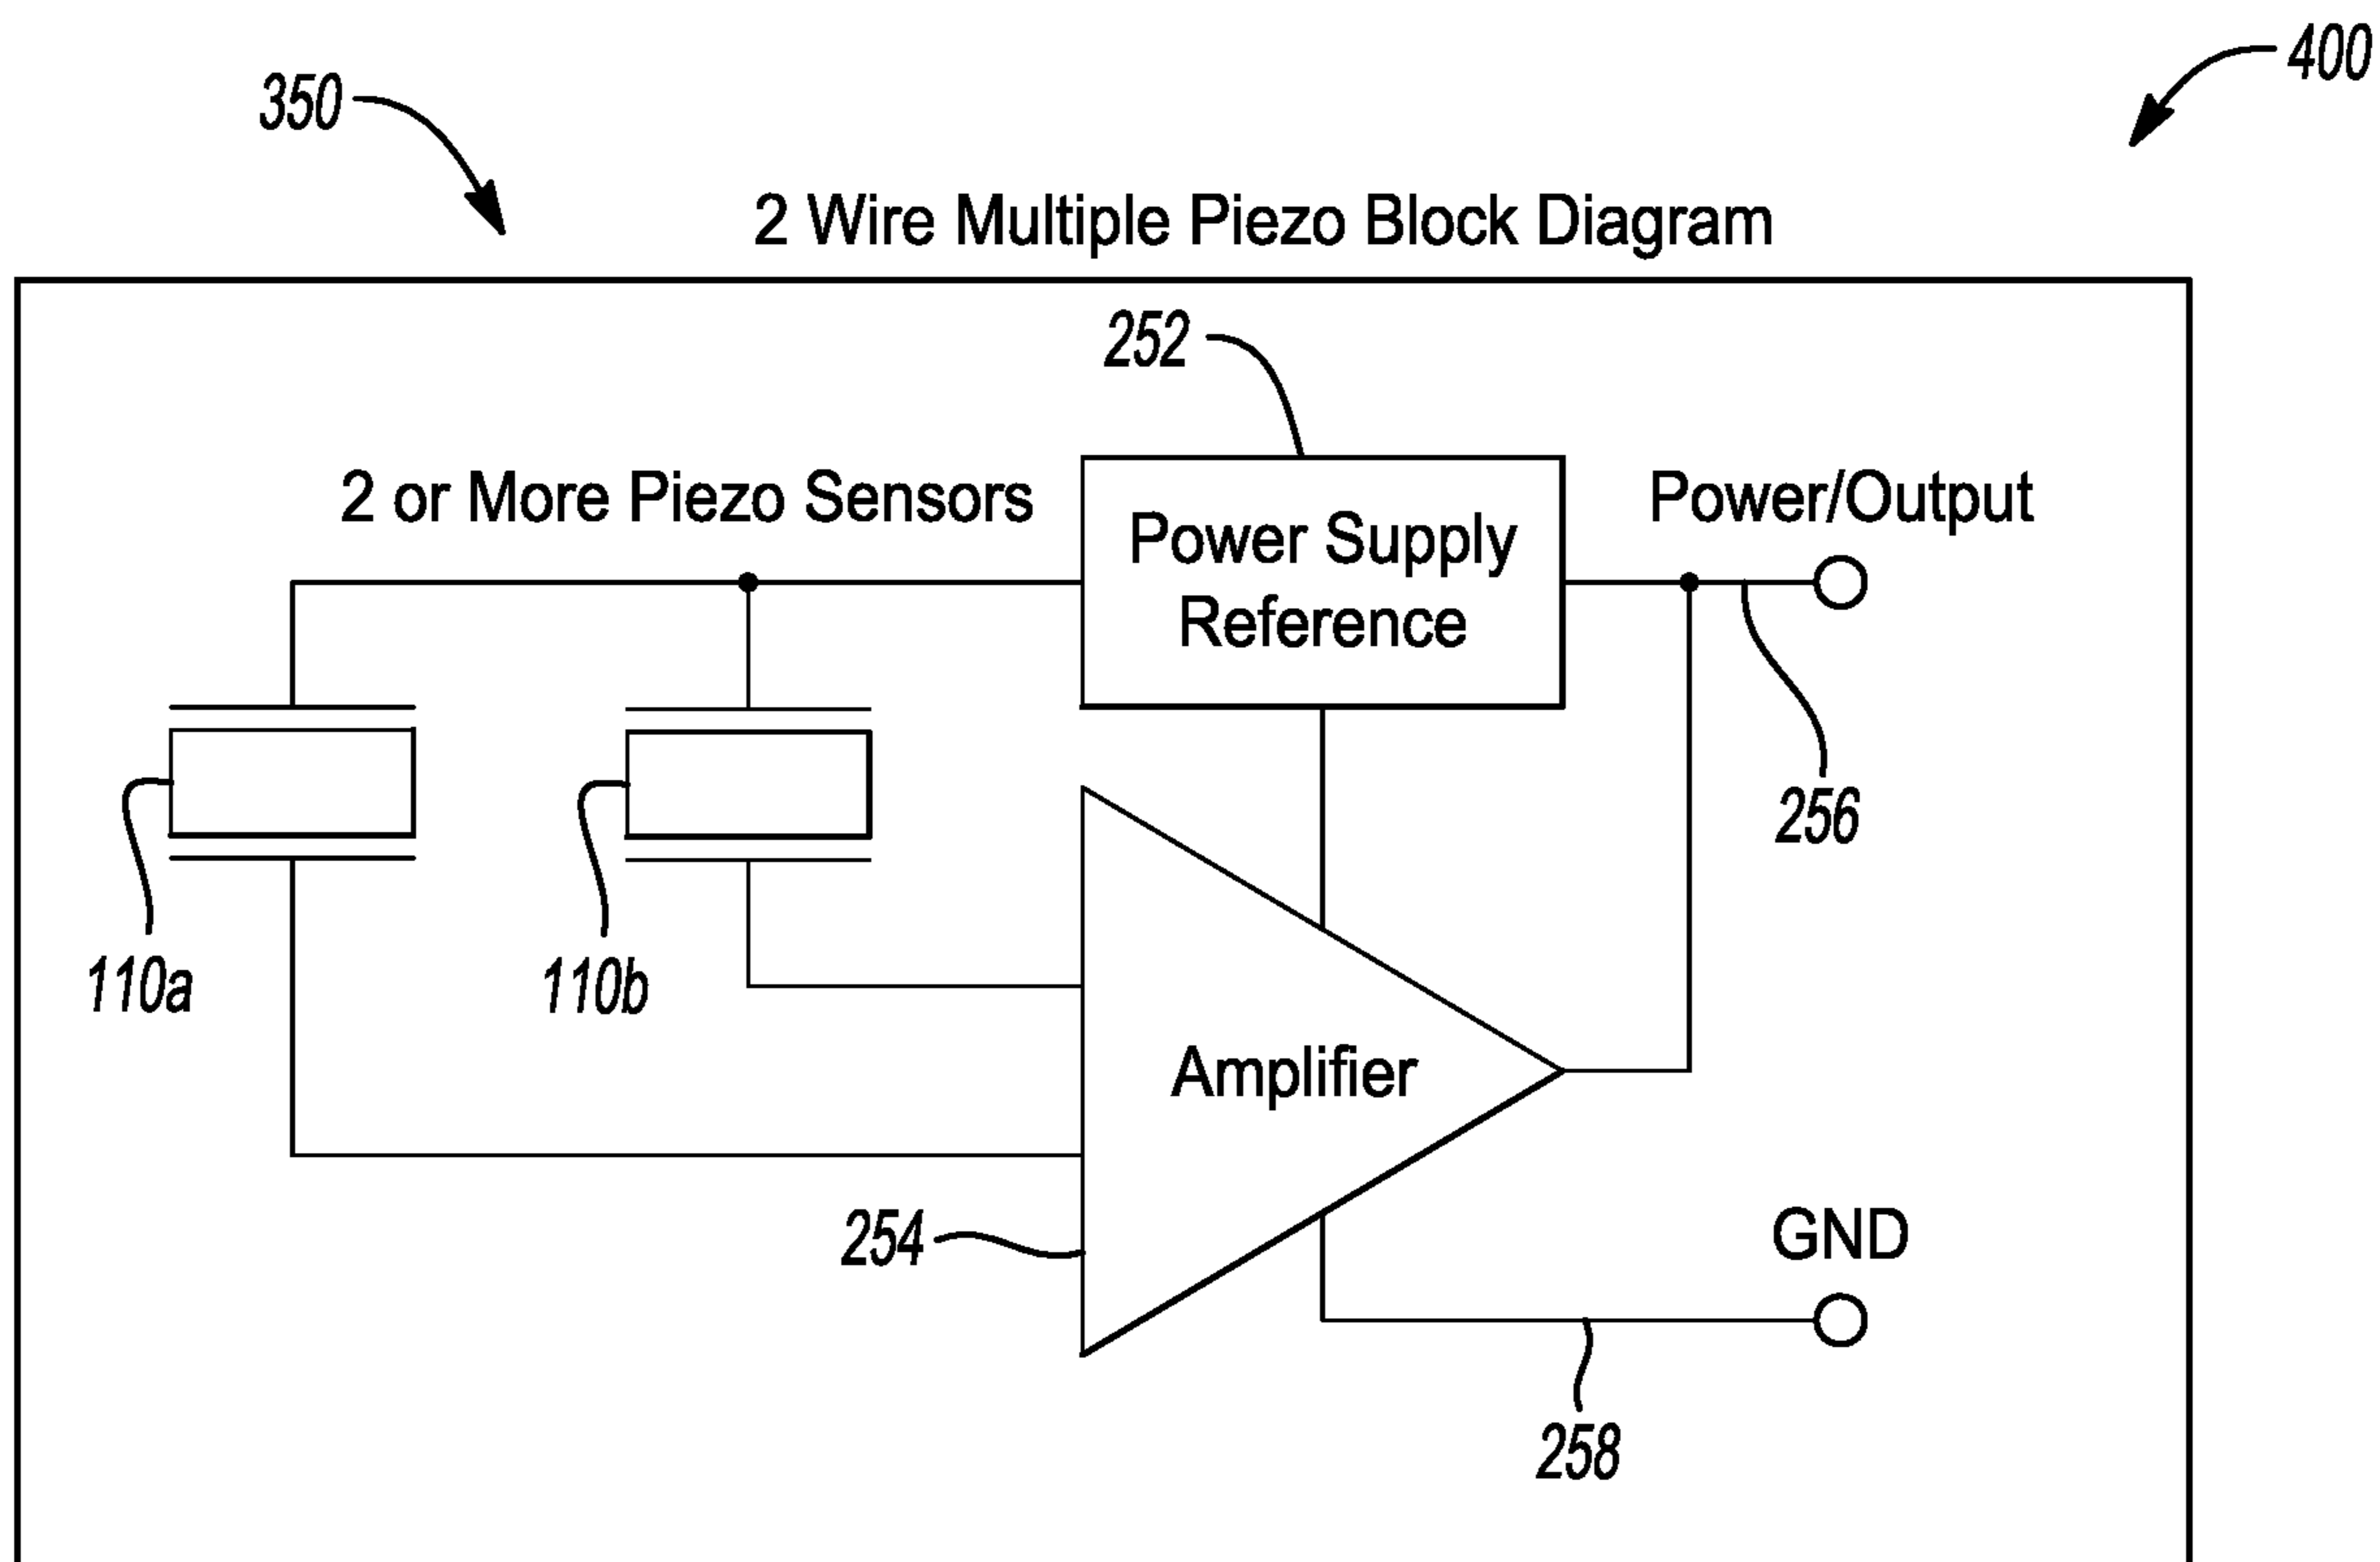 400
350
2 Wire Multiple Piezo Block Diagram
252
2 or More Piezo Sensors
Power Supply
Reference
Power/Output
256
110a
110b
Amplifier
254
GND
258